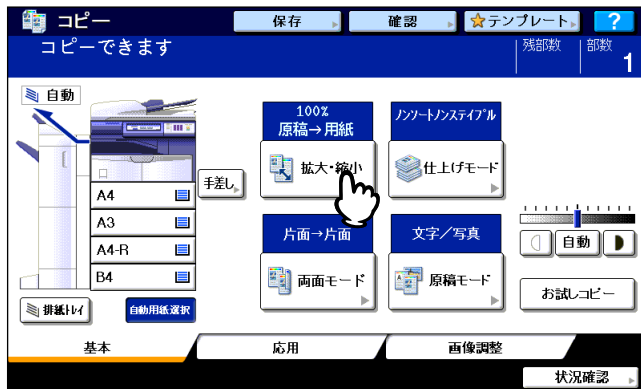 コピー
保存
確認
テンプレート
?
コピーできます
残部数
部数
1
自動
A4
A3
A4-R
B4
手差し
排紙トレイ
自動用紙選択
100%
原稿→用紙
拡大・縮小
ノンソートノンステイプル
仕上げモード
片面→片面
両面モード
文字/写真
原稿モード
自動
お試しコピー
基本
応用
画像調整
状況確認